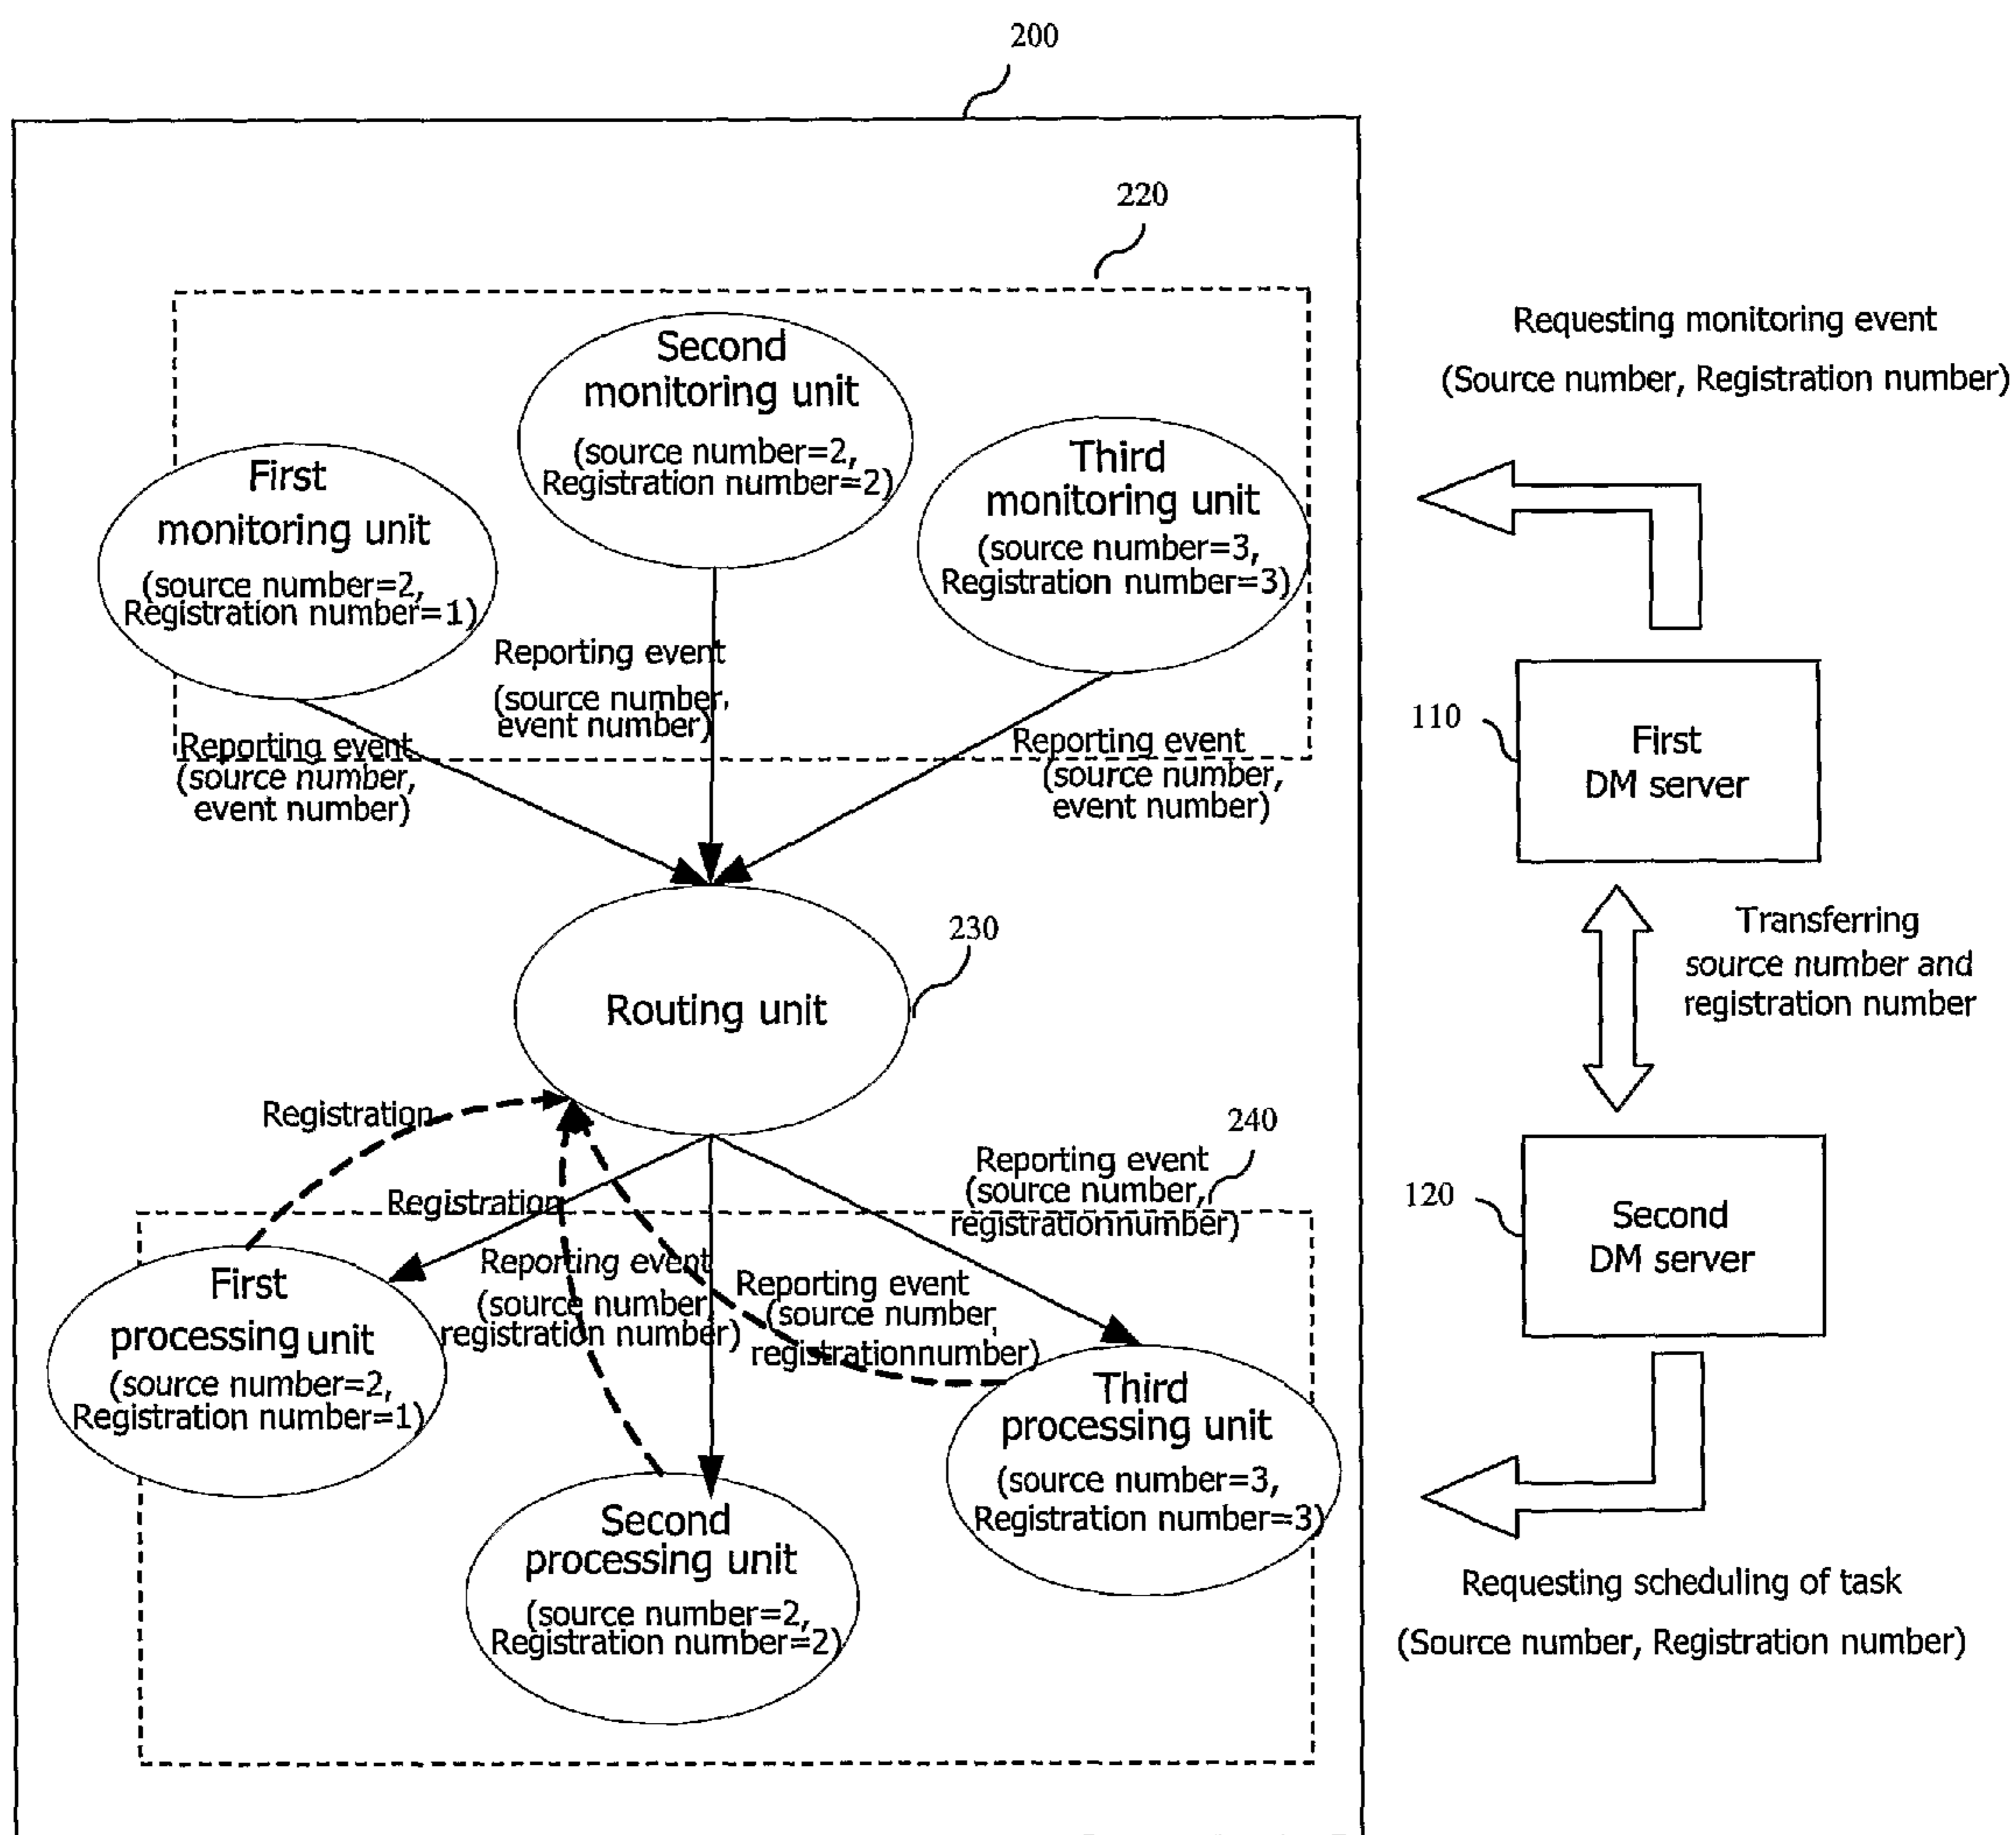 200
220
Second
monitoring unit
(source number=2,
Registration number=2)
First
monitoring unit
(source number=2,
Registration number=1)
Third
monitoring unit
(source number=3,
Registration number=3)
Requesting monitoring event
(Source number, Registration number)
Reporting event
(source number,
event number)
Reporting event
(source number,
event number)
Reporting event
(source number,
event number)
110
First
DM server
Routing unit
230
Transferring
source number and
registration number
Registration
Registration
240
Reporting event
(source number,
registrationnumber)
120
Second
DM server
First
processing unit
(source number=2,
Registration number=1)
Reporting event
(source number,
registration number)
Reporting event
(source number,
registrationnumber)
Third
processing unit
(source number=3,
Registration number=3)
Second
processing unit
(source number=2,
Registration number=2)
Requesting scheduling of task
(Source number, Registration number)